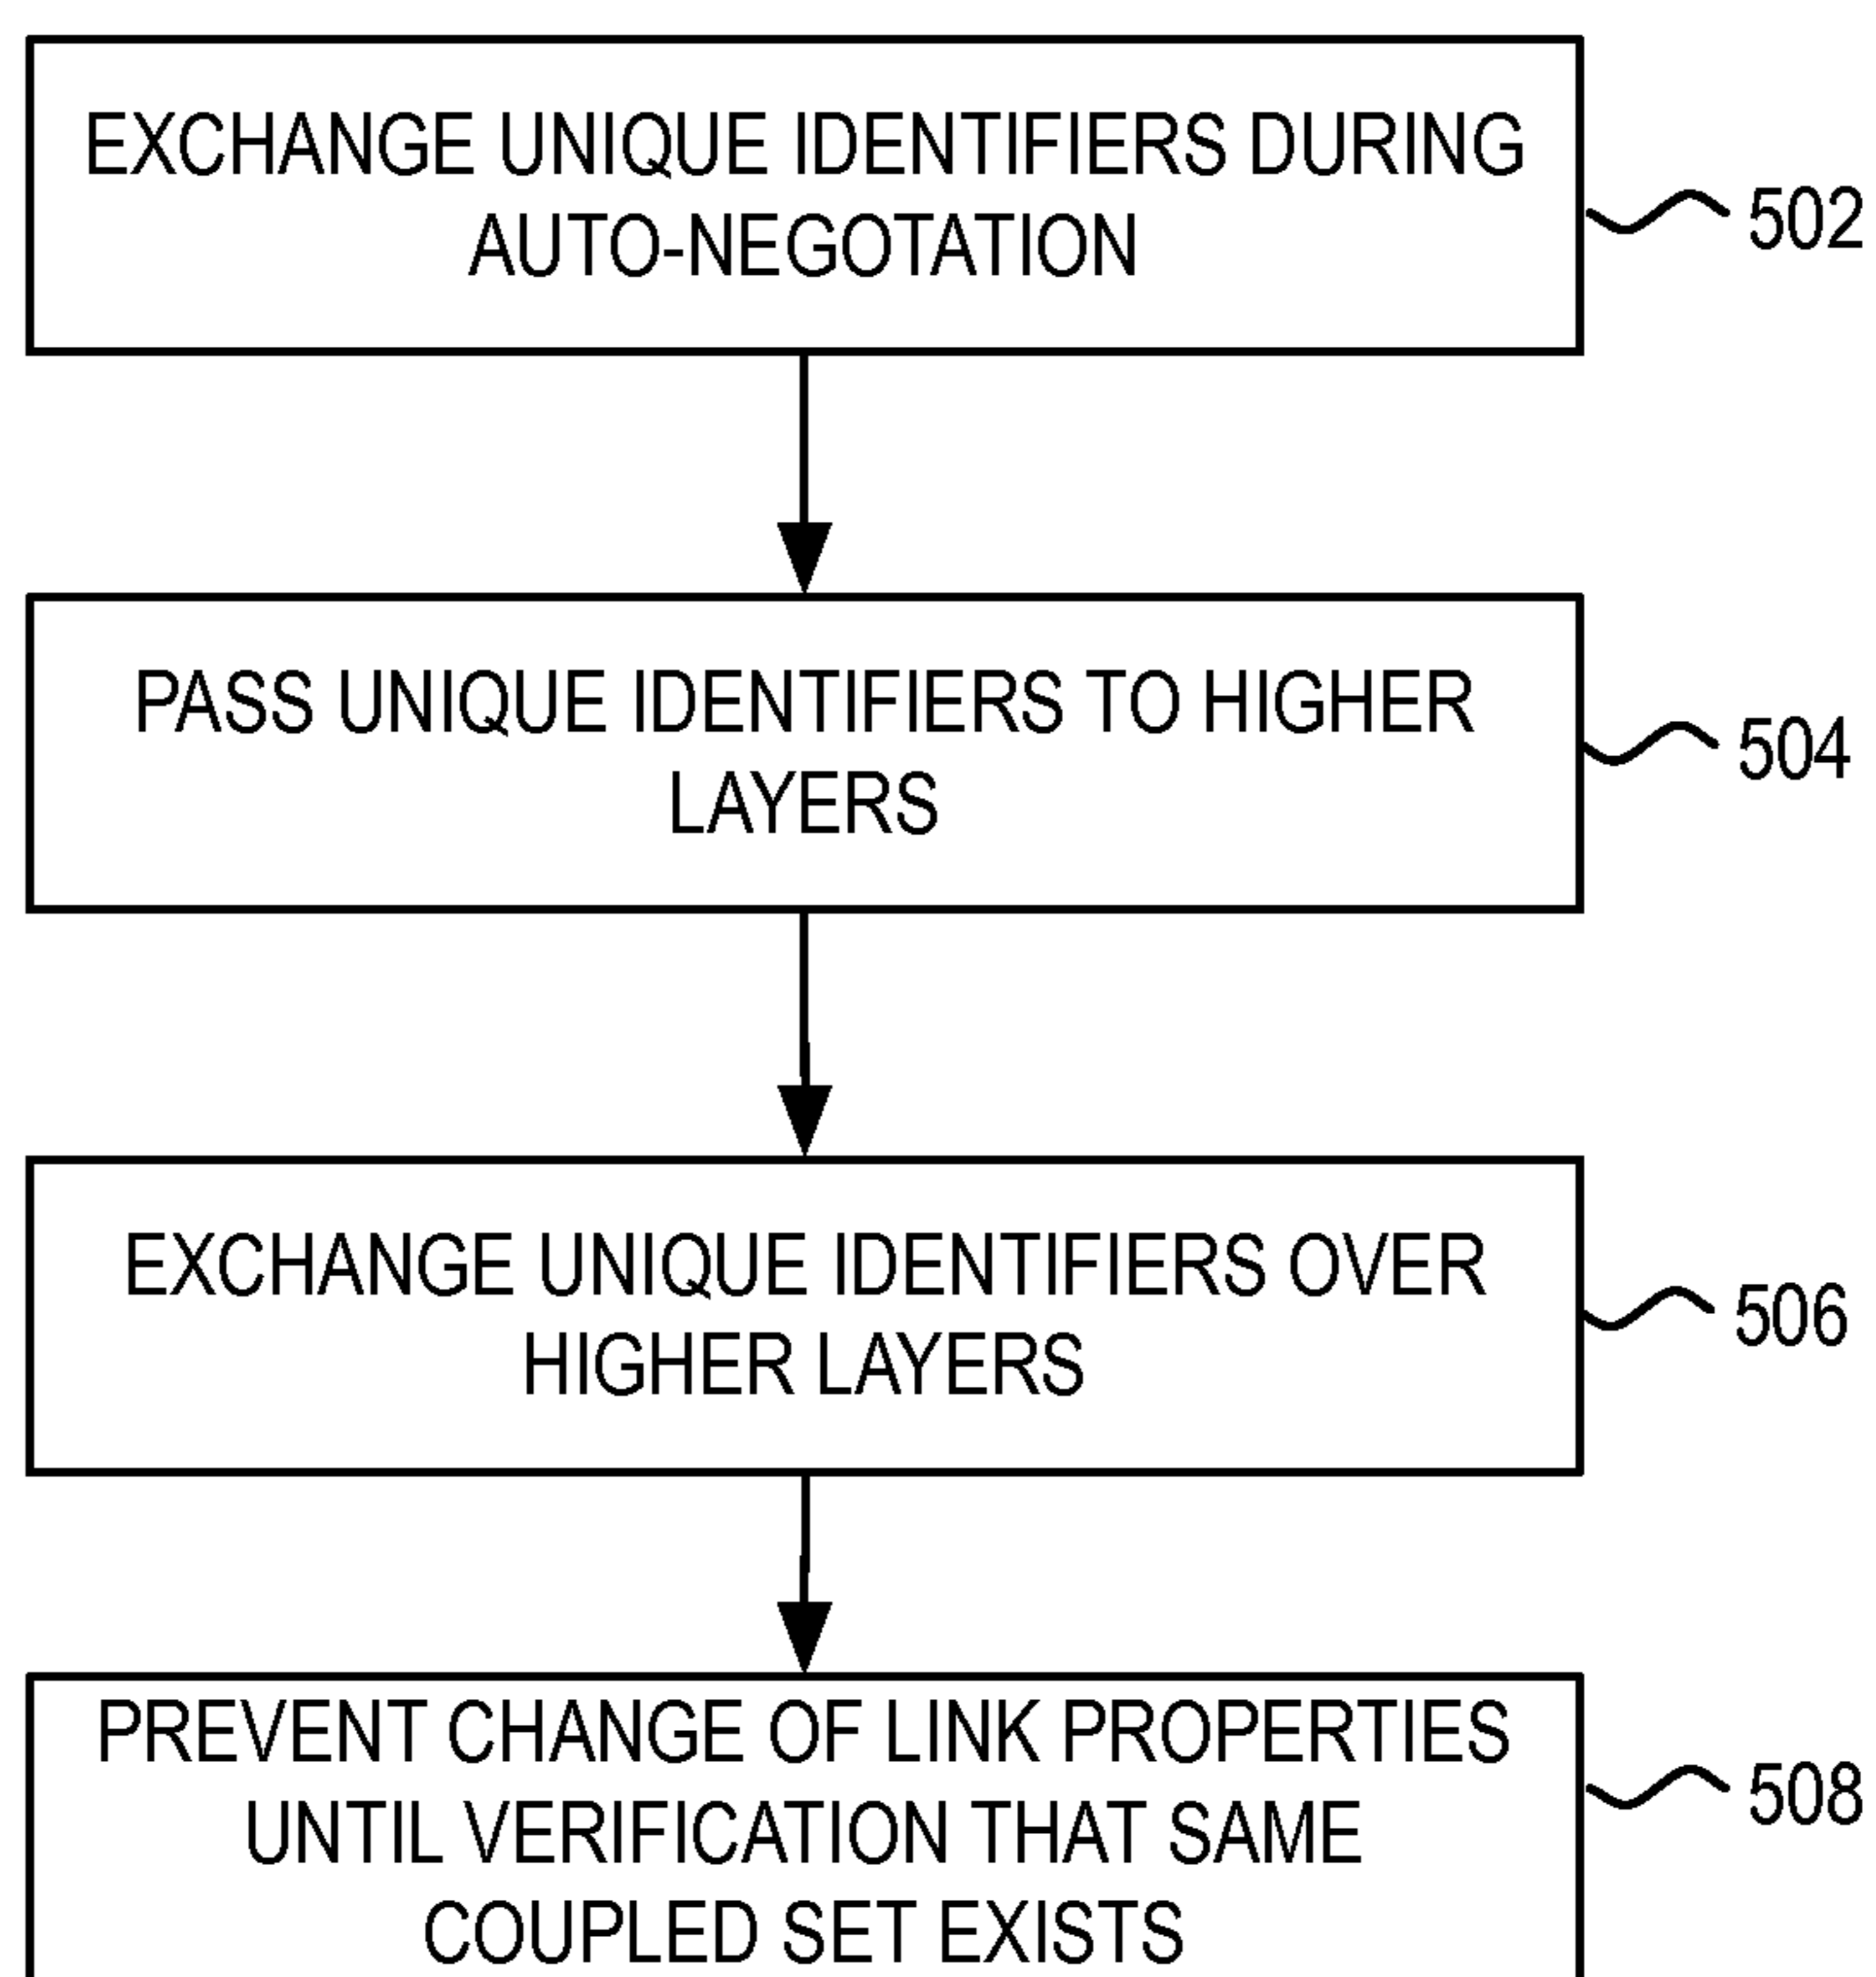 EXCHANGE UNIQUE IDENTIFIERS DURING
AUTO-NEGOTATION
502
PASS UNIQUE IDENTIFIERS TO HIGHER
LAYERS
504
EXCHANGE UNIQUE IDENTIFIERS OVER
HIGHER LAYERS
506
PREVENT CHANGE OF LINK PROPERTIES
UNTIL VERIFICATION THAT SAME
COUPLED SET EXISTS
508